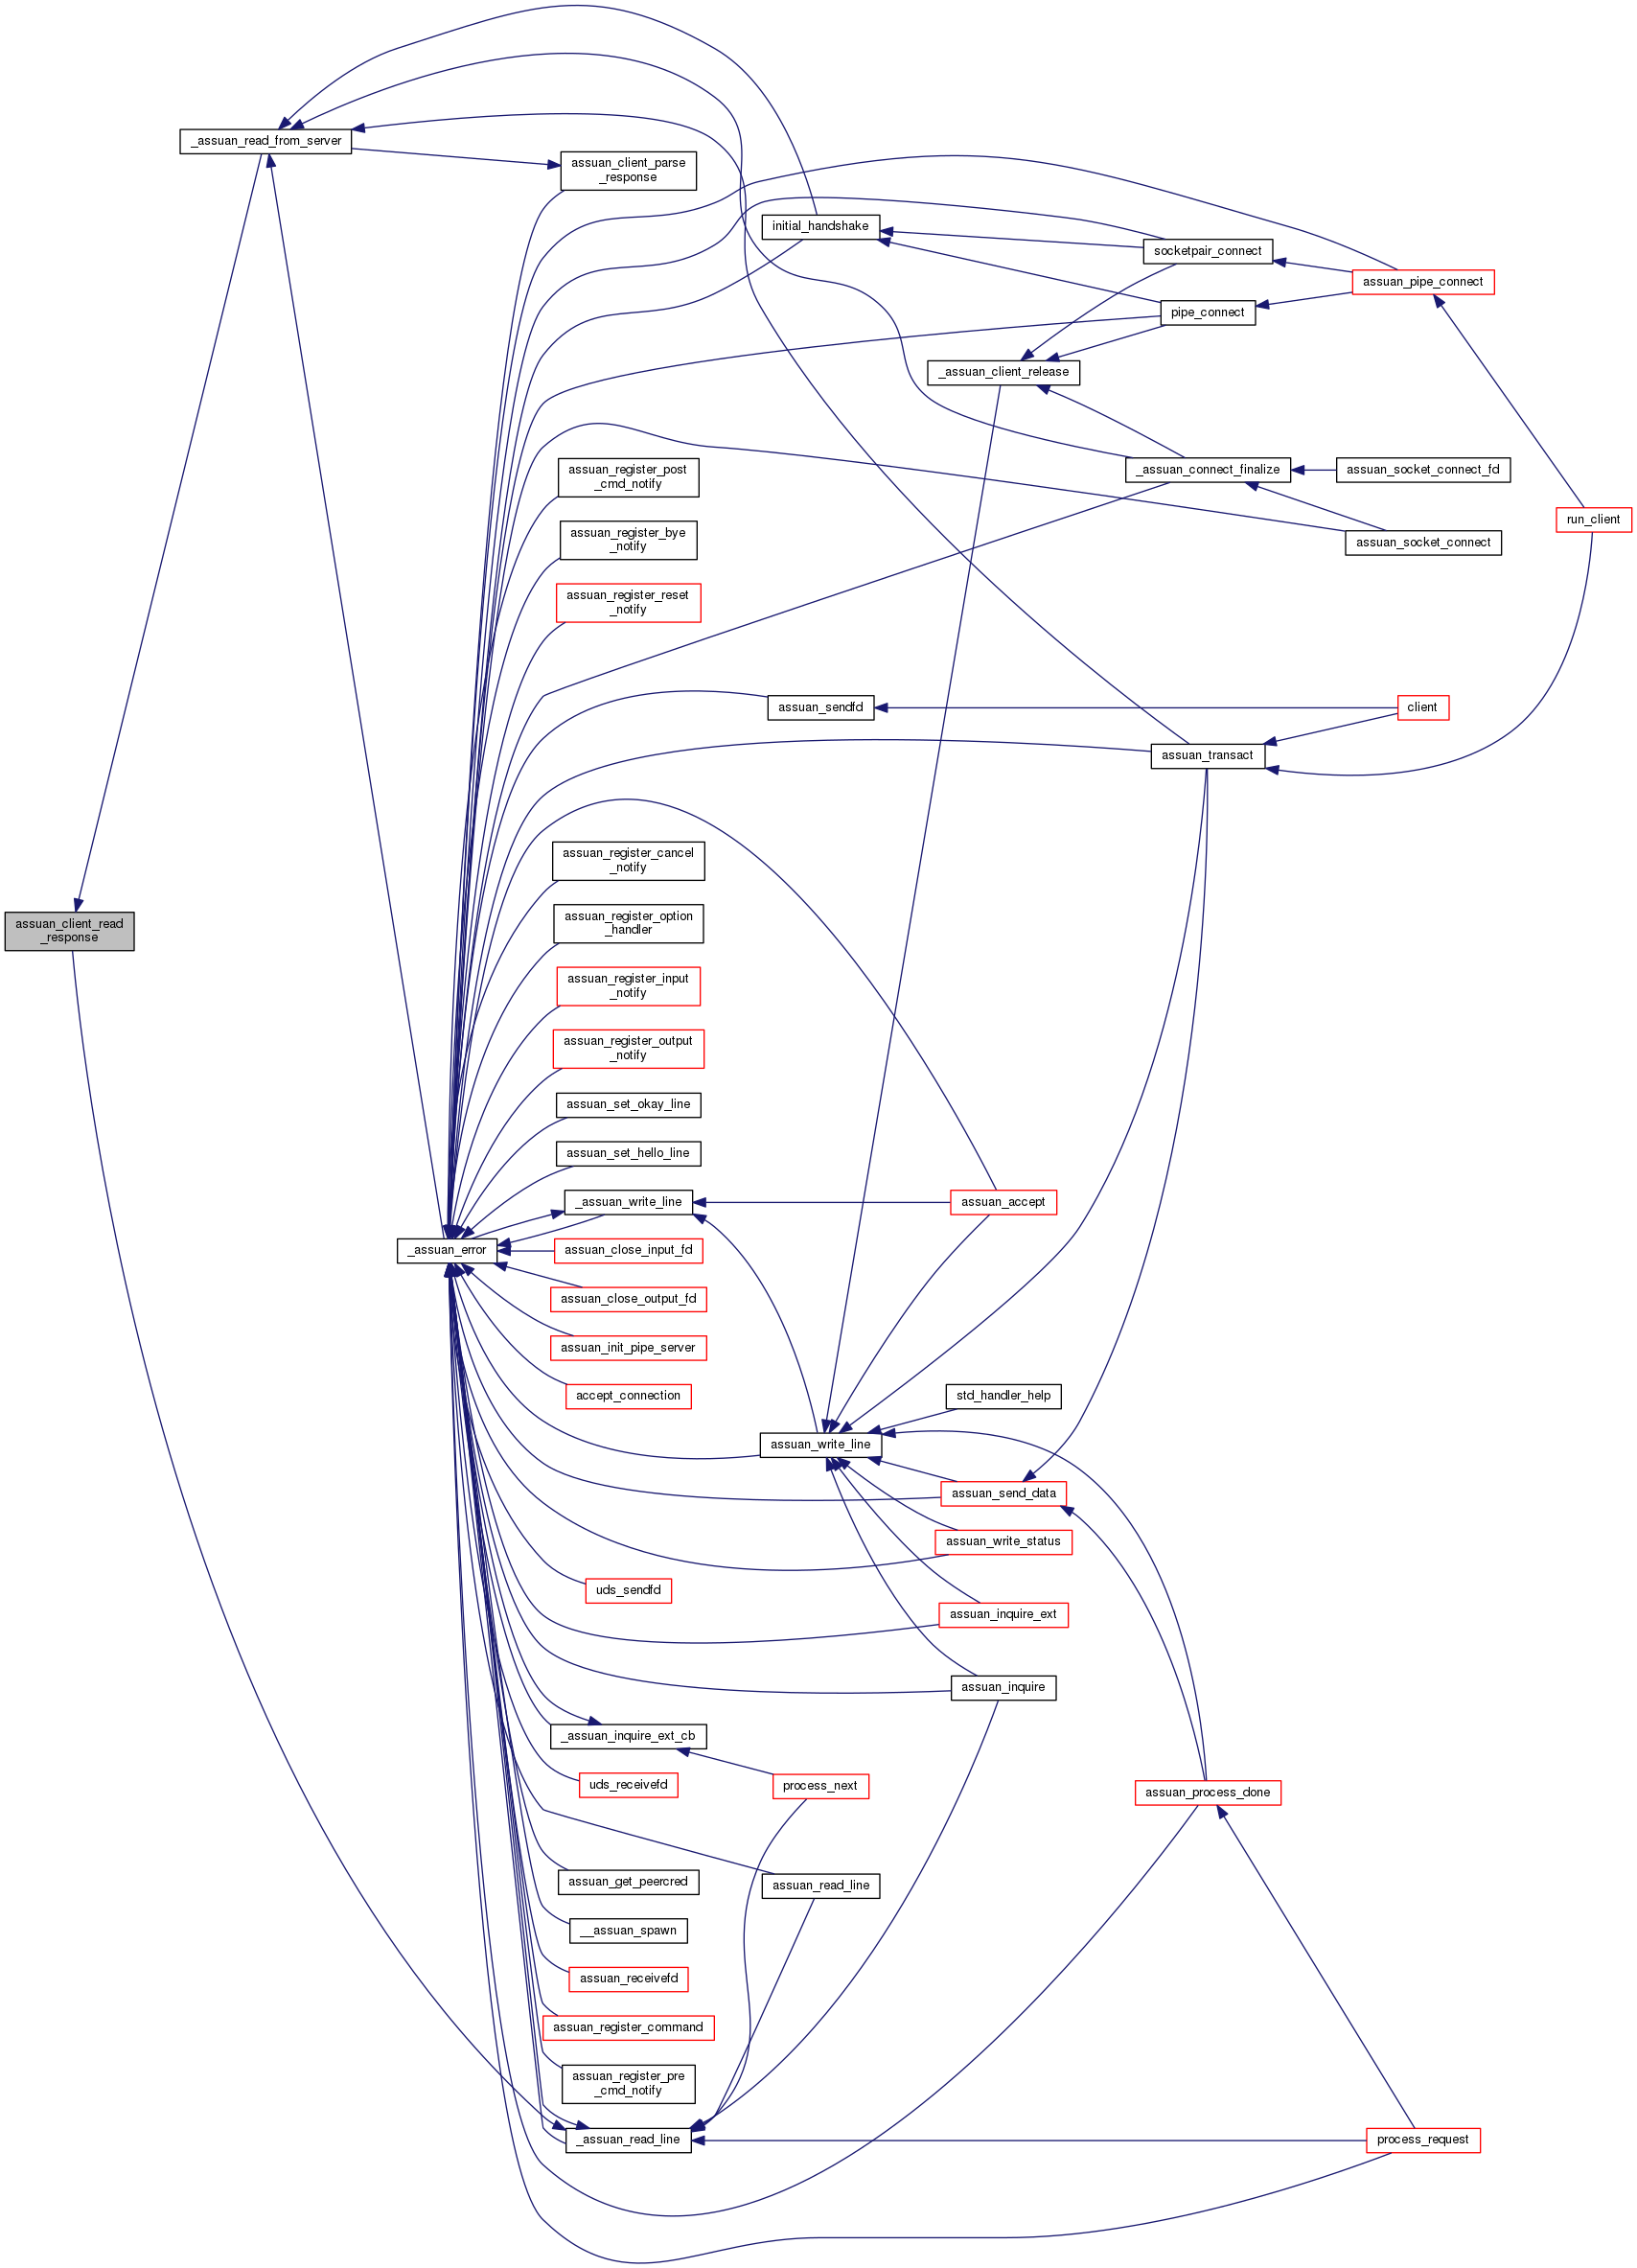 _assuan_read_from_server
assuan_client_parse
_response
initial_handshake
socketpair_connect
assuan_pipe_connect
pipe_connect
_assuan_client_release
assuan_register_post
_cmd_notify
_assuan_connect_finalize
assuan_socket_connect_fd
assuan_register_bye
_notify
run_client
assuan_socket_connect
assuan_register_reset
_notify
assuan_sendfd
client
assuan_transact
assuan_register_cancel
_notify
assuan_client_read
_response
assuan_register_option
_handler
assuan_register_input
_notify
assuan_register_output
_notify
assuan_set_okay_line
assuan_set_hello_line
_assuan_write_line
assuan_accept
_assuan_error
assuan_close_input_fd
assuan_close_output_fd
assuan_init_pipe_server
accept_connection
std_handler_help
assuan_write_line
assuan_send_data
assuan_write_status
uds_sendfd
assuan_inquire_ext
assuan_inquire
_assuan_inquire_ext_cb
uds_receivefd
process_next
assuan_process_done
assuan_get_peercred
assuan_read_line
__assuan_spawn
assuan_receivefd
assuan_register_command
assuan_register_pre
_cmd_notify
_assuan_read_line
process_request